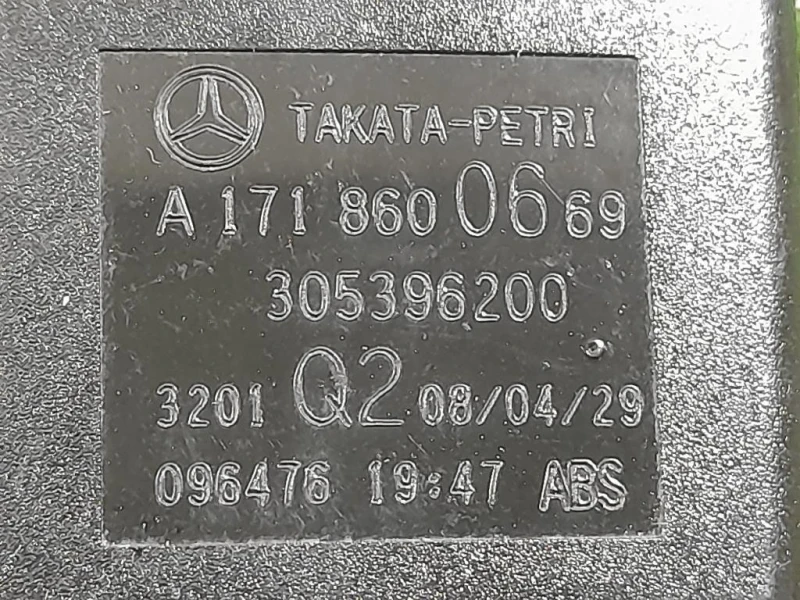 TAKATA-PETRI
A 171 860 06 69
305396200
3201 Q2 08/04/29
096476 19:47 ABS